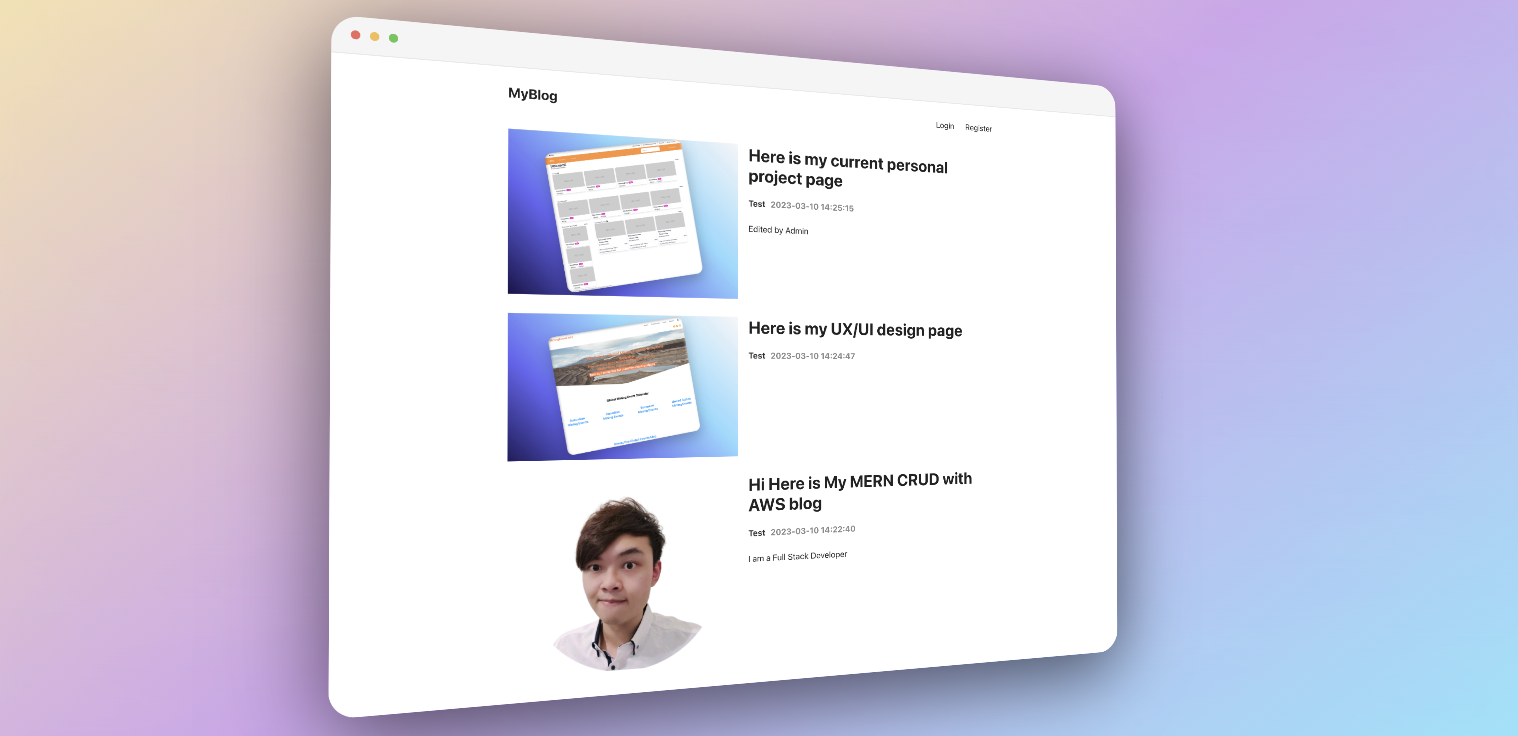 MyBlog
Login Register
Here is my current personal
project page
Test 2023-03-10 14:25:15
Edited by Admin
Here is my UX/UI design page
Test 2023-03-10 14:24:47
Hi Here is My MERN CRUD with
AWS blog
Test 2023-03-10 14:22:40
I am a Full Stack Developer